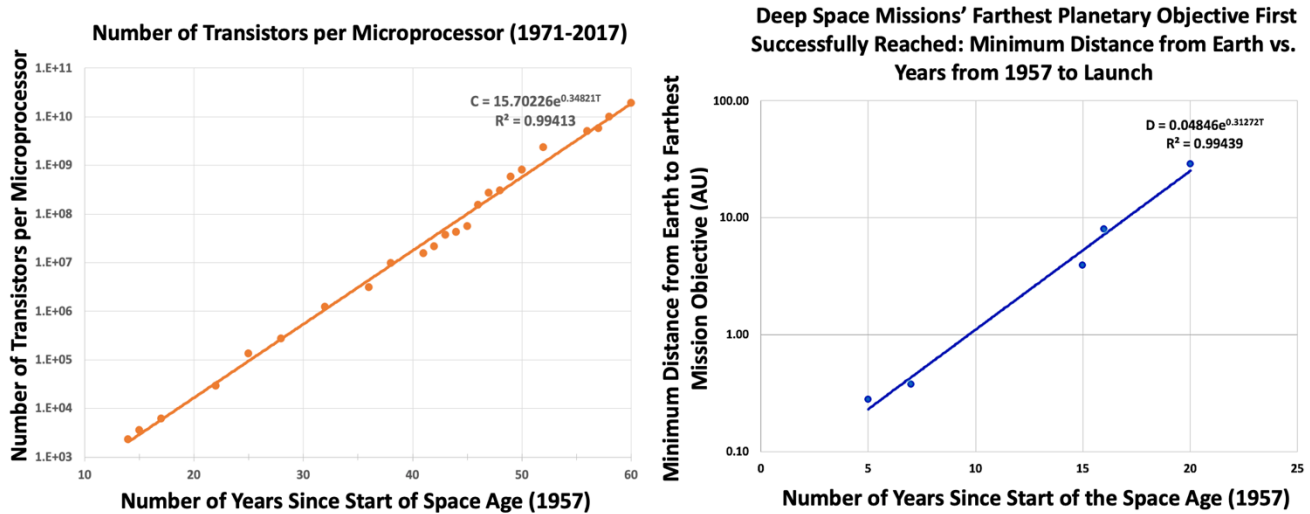 Number of Transistors per Microprocessor (1971-2017)
Number of Transistors per Microprocessor
1.E+11
1.E+10
1.E+09
1.E+08
1.E+07
1.E+06
1.E+05
1.E+04
1.E+03
C = 15.70226e^0.34821T
R² = 0.99413
10 20 30 40 50 60
Number of Years Since Start of Space Age (1957)
Deep Space Missions’ Farthest Planetary Objective First
Successfully Reached: Minimum Distance from Earth vs.
Years from 1957 to Launch
Minimum Distance from Earth to Farthest
Mission Objective (AU)
100.00
10.00
1.00
0.10
D = 0.04846e^0.31272T
R² = 0.99439
0 5 10 15 20 25
Number of Years Since Start of the Space Age (1957)